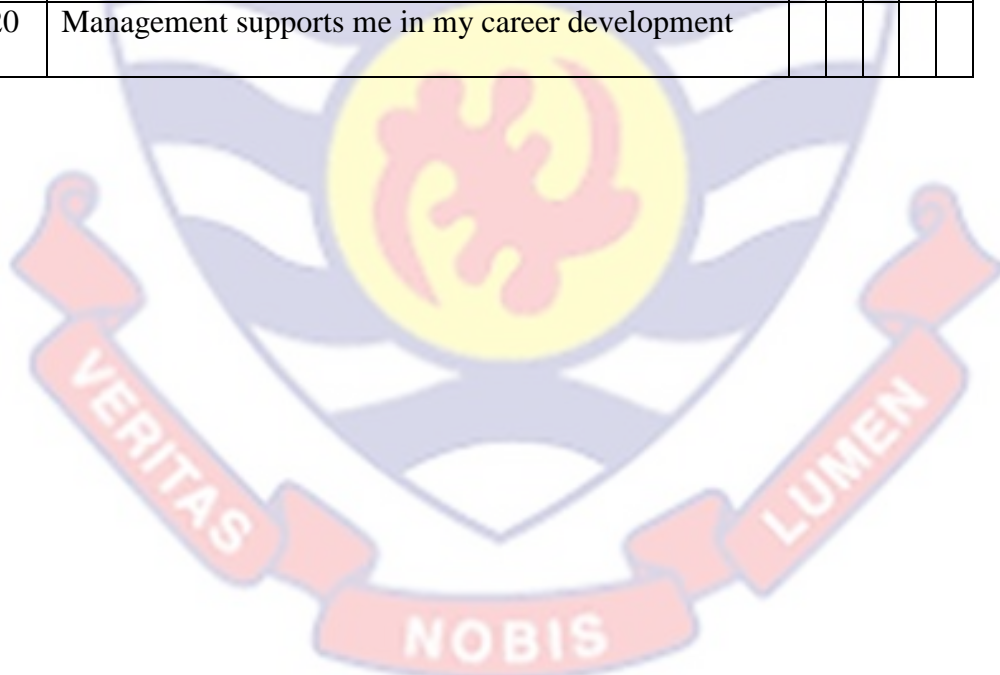 20 Management supports me in my career development
VERITAS
NOBIS
LUMEN